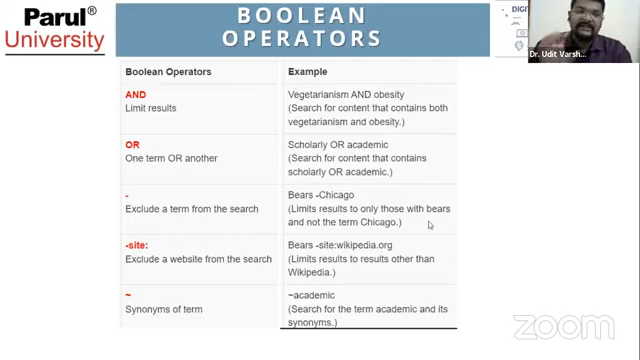 Parul®
University
BOOLEAN
OPERATORS
DIGIT
Dr. Udit Varsh...
Boolean Operators
Example
AND
Limit results
Vegetarianism AND obesity
(Search for content that contains both
vegetarianism and obesity.)
OR
One term OR another
Scholarly OR academic
(Search for content that contains
scholarly OR academic.)
-
Exclude a term from the search
Bears -Chicago
(Limits results to only those with bears
and not the term Chicago.)
-site:
Exclude a website from the search
Bears -site:wikipedia.org
(Limits results to results other than
Wikipedia.)
~
Synonyms of term
~academic
(Search for the term academic and its
synonyms.)
zoom